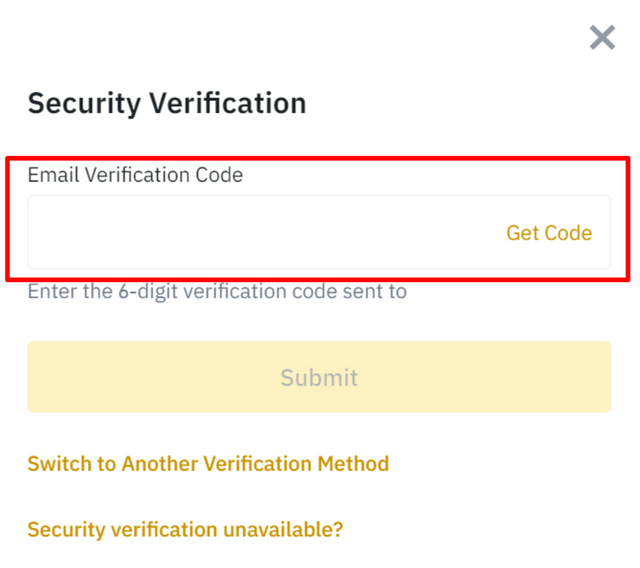 Security Verification
Email Verification Code
Get Code
Enter the 6-digit verification code sent to
Submit
Switch to Another Verification Method
Security verification unavailable?